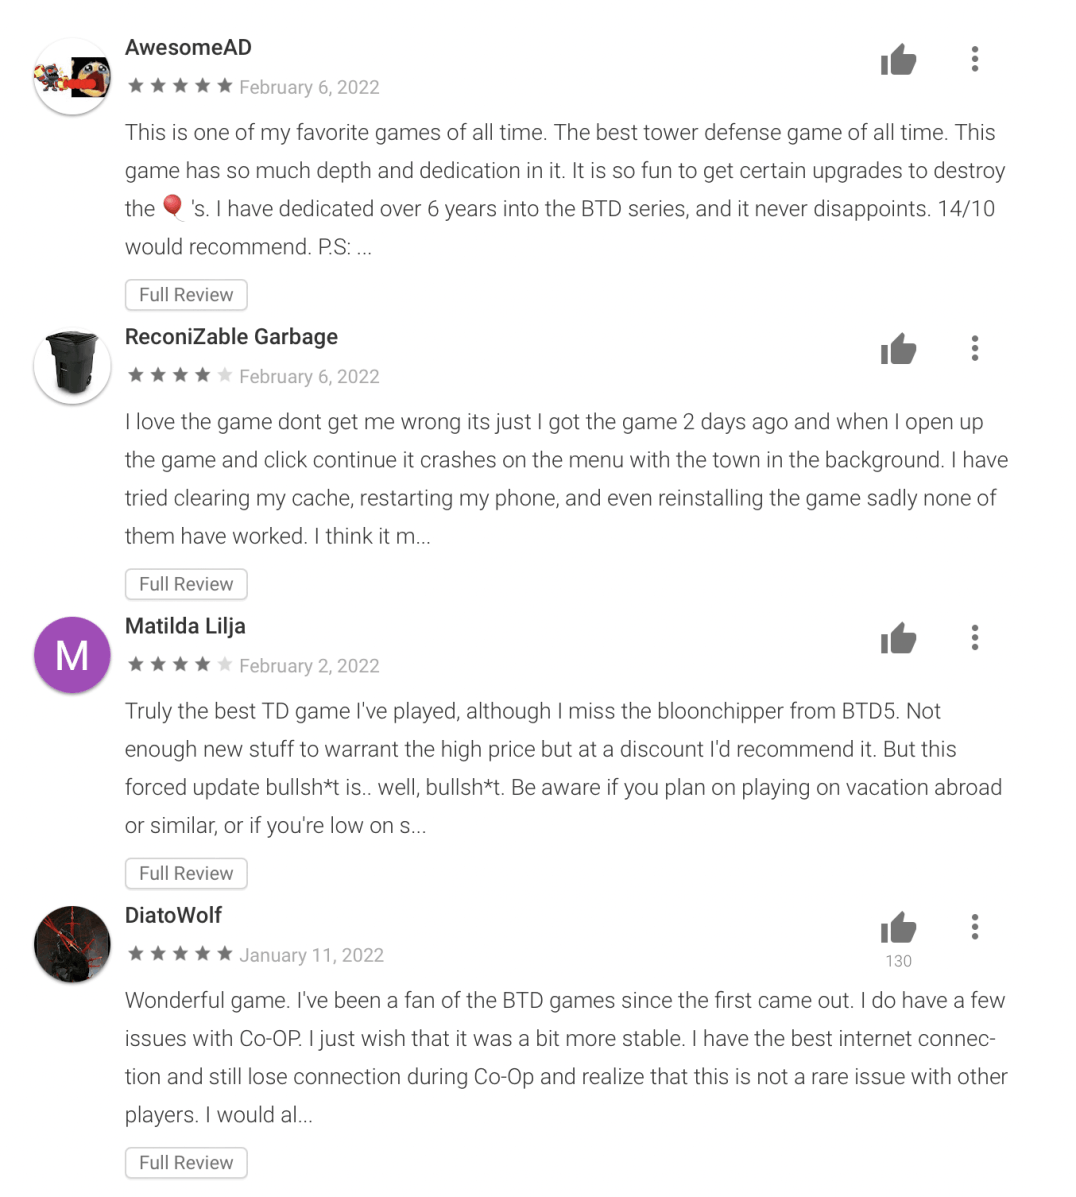 AwesomeAD
February 6, 2022
This is one of my favorite games of all time. The best tower defense game of all time. This
game has so much depth and dedication in it. It is so fun to get certain upgrades to destroy
the 🎈 's. I have dedicated over 6 years into the BTD series, and it never disappoints. 14/10
would recommend. P.S: ...
Full Review
ReconiZable Garbage
February 6, 2022
I love the game dont get me wrong its just I got the game 2 days ago and when I open up
the game and click continue it crashes on the menu with the town in the background. I have
tried clearing my cache, restarting my phone, and even reinstalling the game sadly none of
them have worked. I think it m...
Full Review
M
Matilda Lilja
February 2, 2022
Truly the best TD game I've played, although I miss the bloonchipper from BTD5. Not
enough new stuff to warrant the high price but at a discount I'd recommend it. But this
forced update bullsh*t is.. well, bullsh*t. Be aware if you plan on playing on vacation abroad
or similar, or if you're low on s...
Full Review
DiatoWolf
January 11, 2022
130
Wonderful game. I've been a fan of the BTD games since the first came out. I do have a few
issues with Co-OP. I just wish that it was a bit more stable. I have the best internet connec-
tion and still lose connection during Co-Op and realize that this is not a rare issue with other
players. I would al...
Full Review